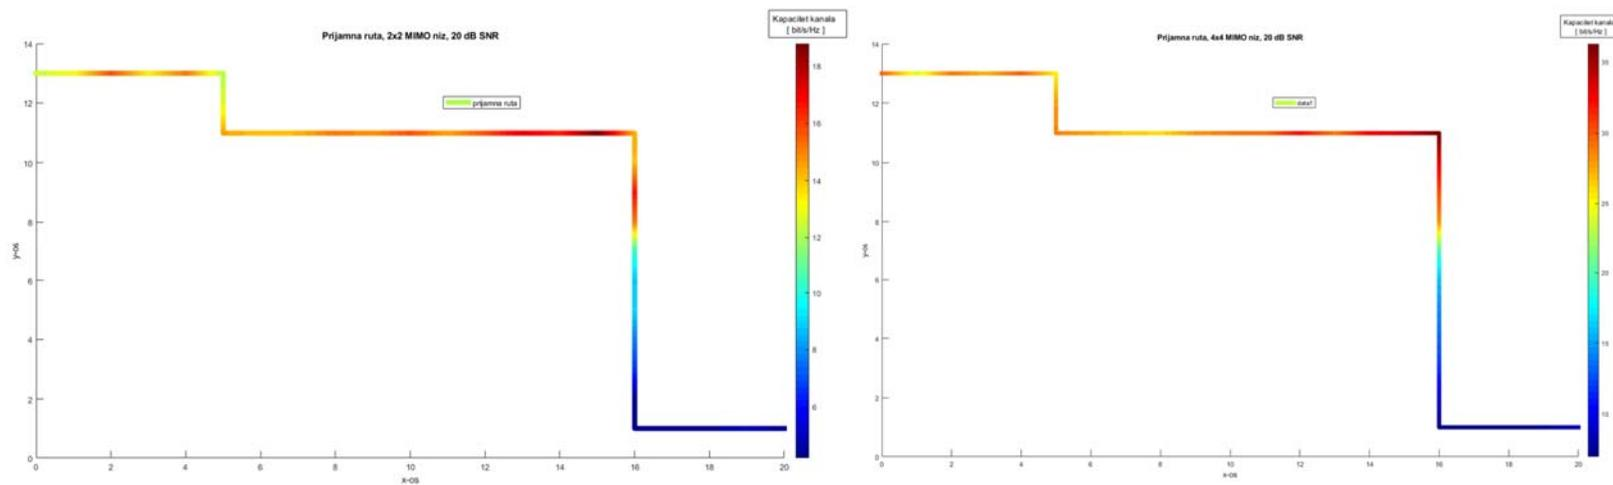 Prijamna ruta, 2x2 MIMO niz, 20 dB SNR
Kapacitet kanala
[ bit/s/Hz ]
prijamna ruta
14
12
10
8
6
4
2
0
y-os
0 2 4 6 8 10 12 14 16 18 20
x-os
18
16
14
12
10
8
6
Prijamna ruta, 4x4 MIMO niz, 20 dB SNR
Kapacitet kanala
[ bit/s/Hz ]
data1
14
12
10
8
6
4
2
0
y-os
0 2 4 6 8 10 12 14 16 18 20
x-os
35
30
25
20
15
10